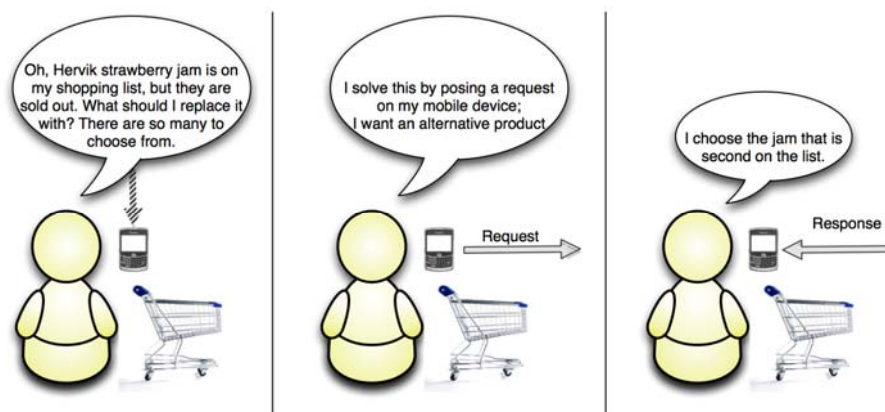 Oh, Hervik strawberry jam is on
my shopping list, but they are
sold out. What should I replace it
with? There are so many to
choose from.
I solve this by posing a request
on my mobile device;
I want an alternative product
Request
I choose the jam that is
second on the list.
Response